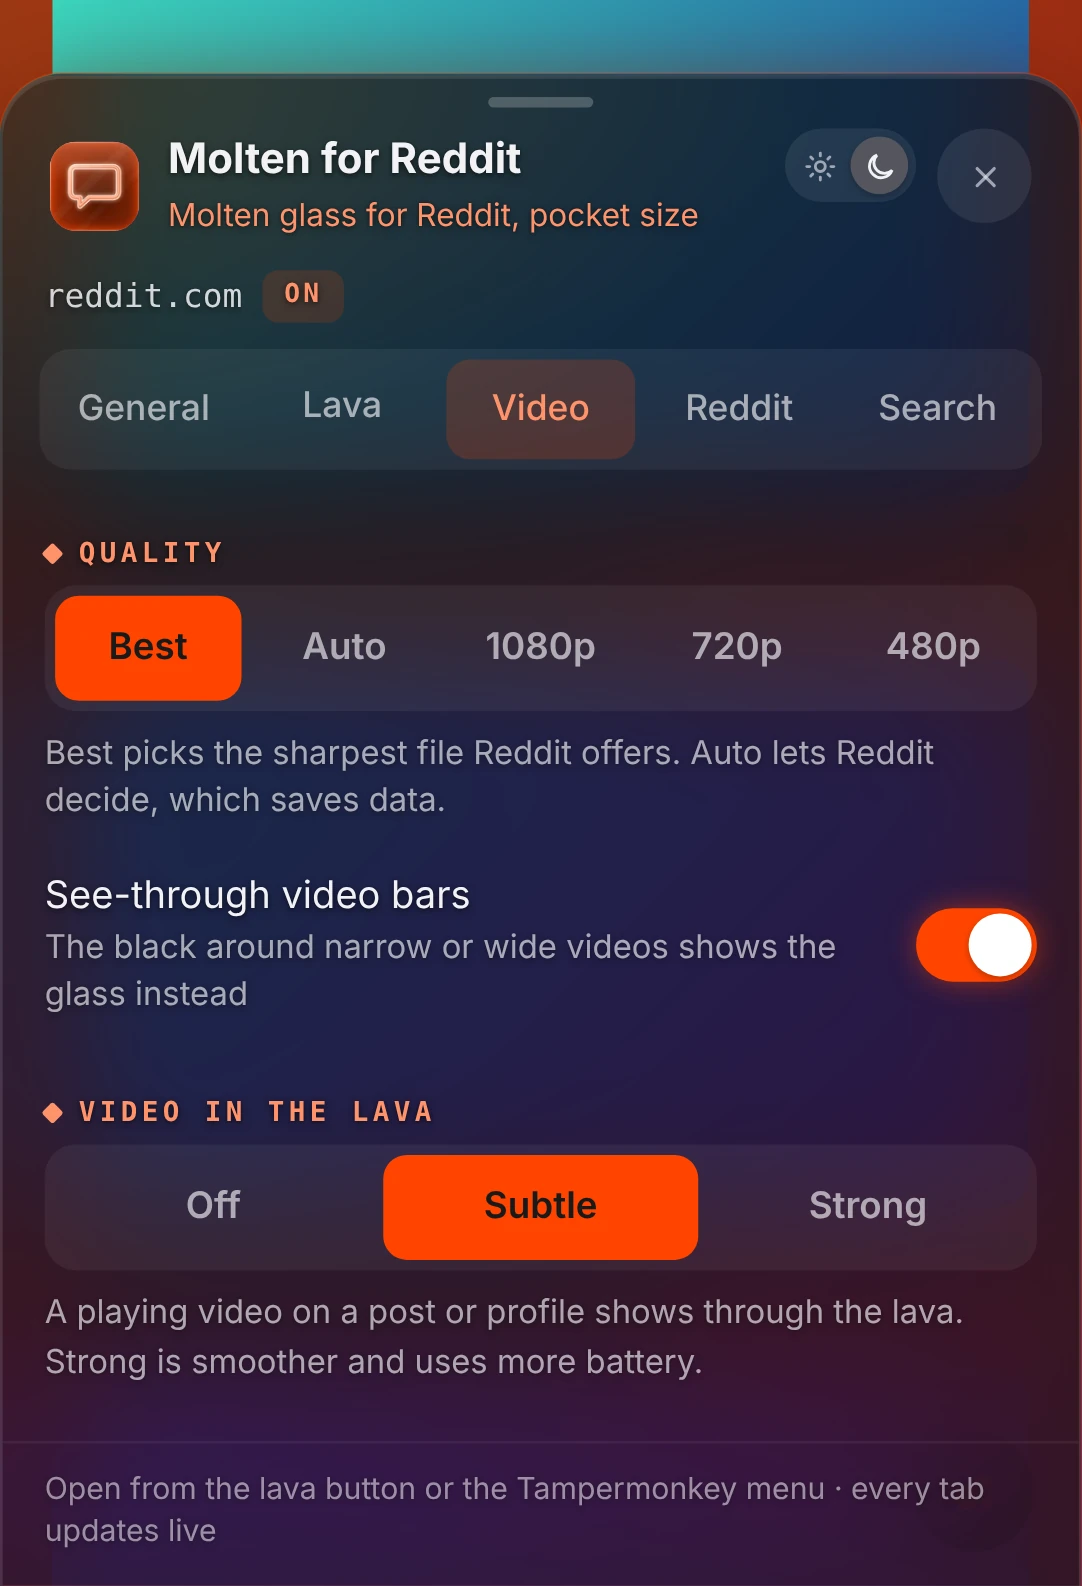 Molten for Reddit
Molten glass for Reddit, pocket size
reddit.com ON
General Lava Video Reddit Search
QUALITY
Best Auto 1080p 720p 480p
Best picks the sharpest file Reddit offers. Auto lets Reddit
decide, which saves data.
See-through video bars
The black around narrow or wide videos shows the
glass instead
VIDEO IN THE LAVA
Off Subtle Strong
A playing video on a post or profile shows through the lava.
Strong is smoother and uses more battery.
Open from the lava button or the Tampermonkey menu · every tab
updates live